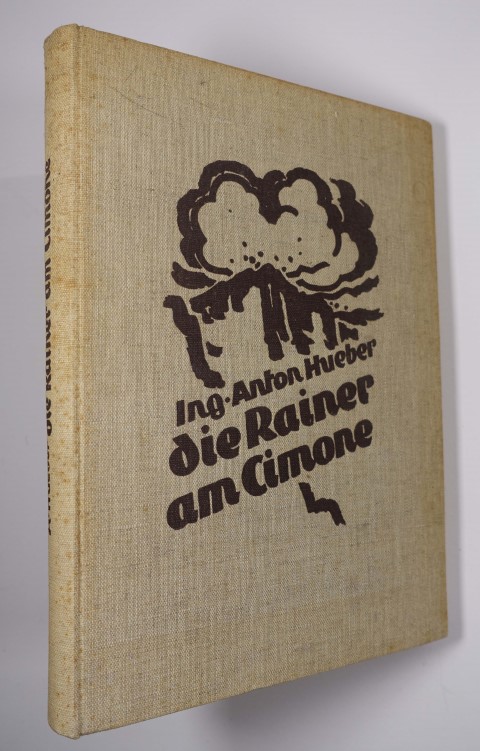 Ing. Anton Hueber
die Rainer
am Cimone
die Rainer am Cimone